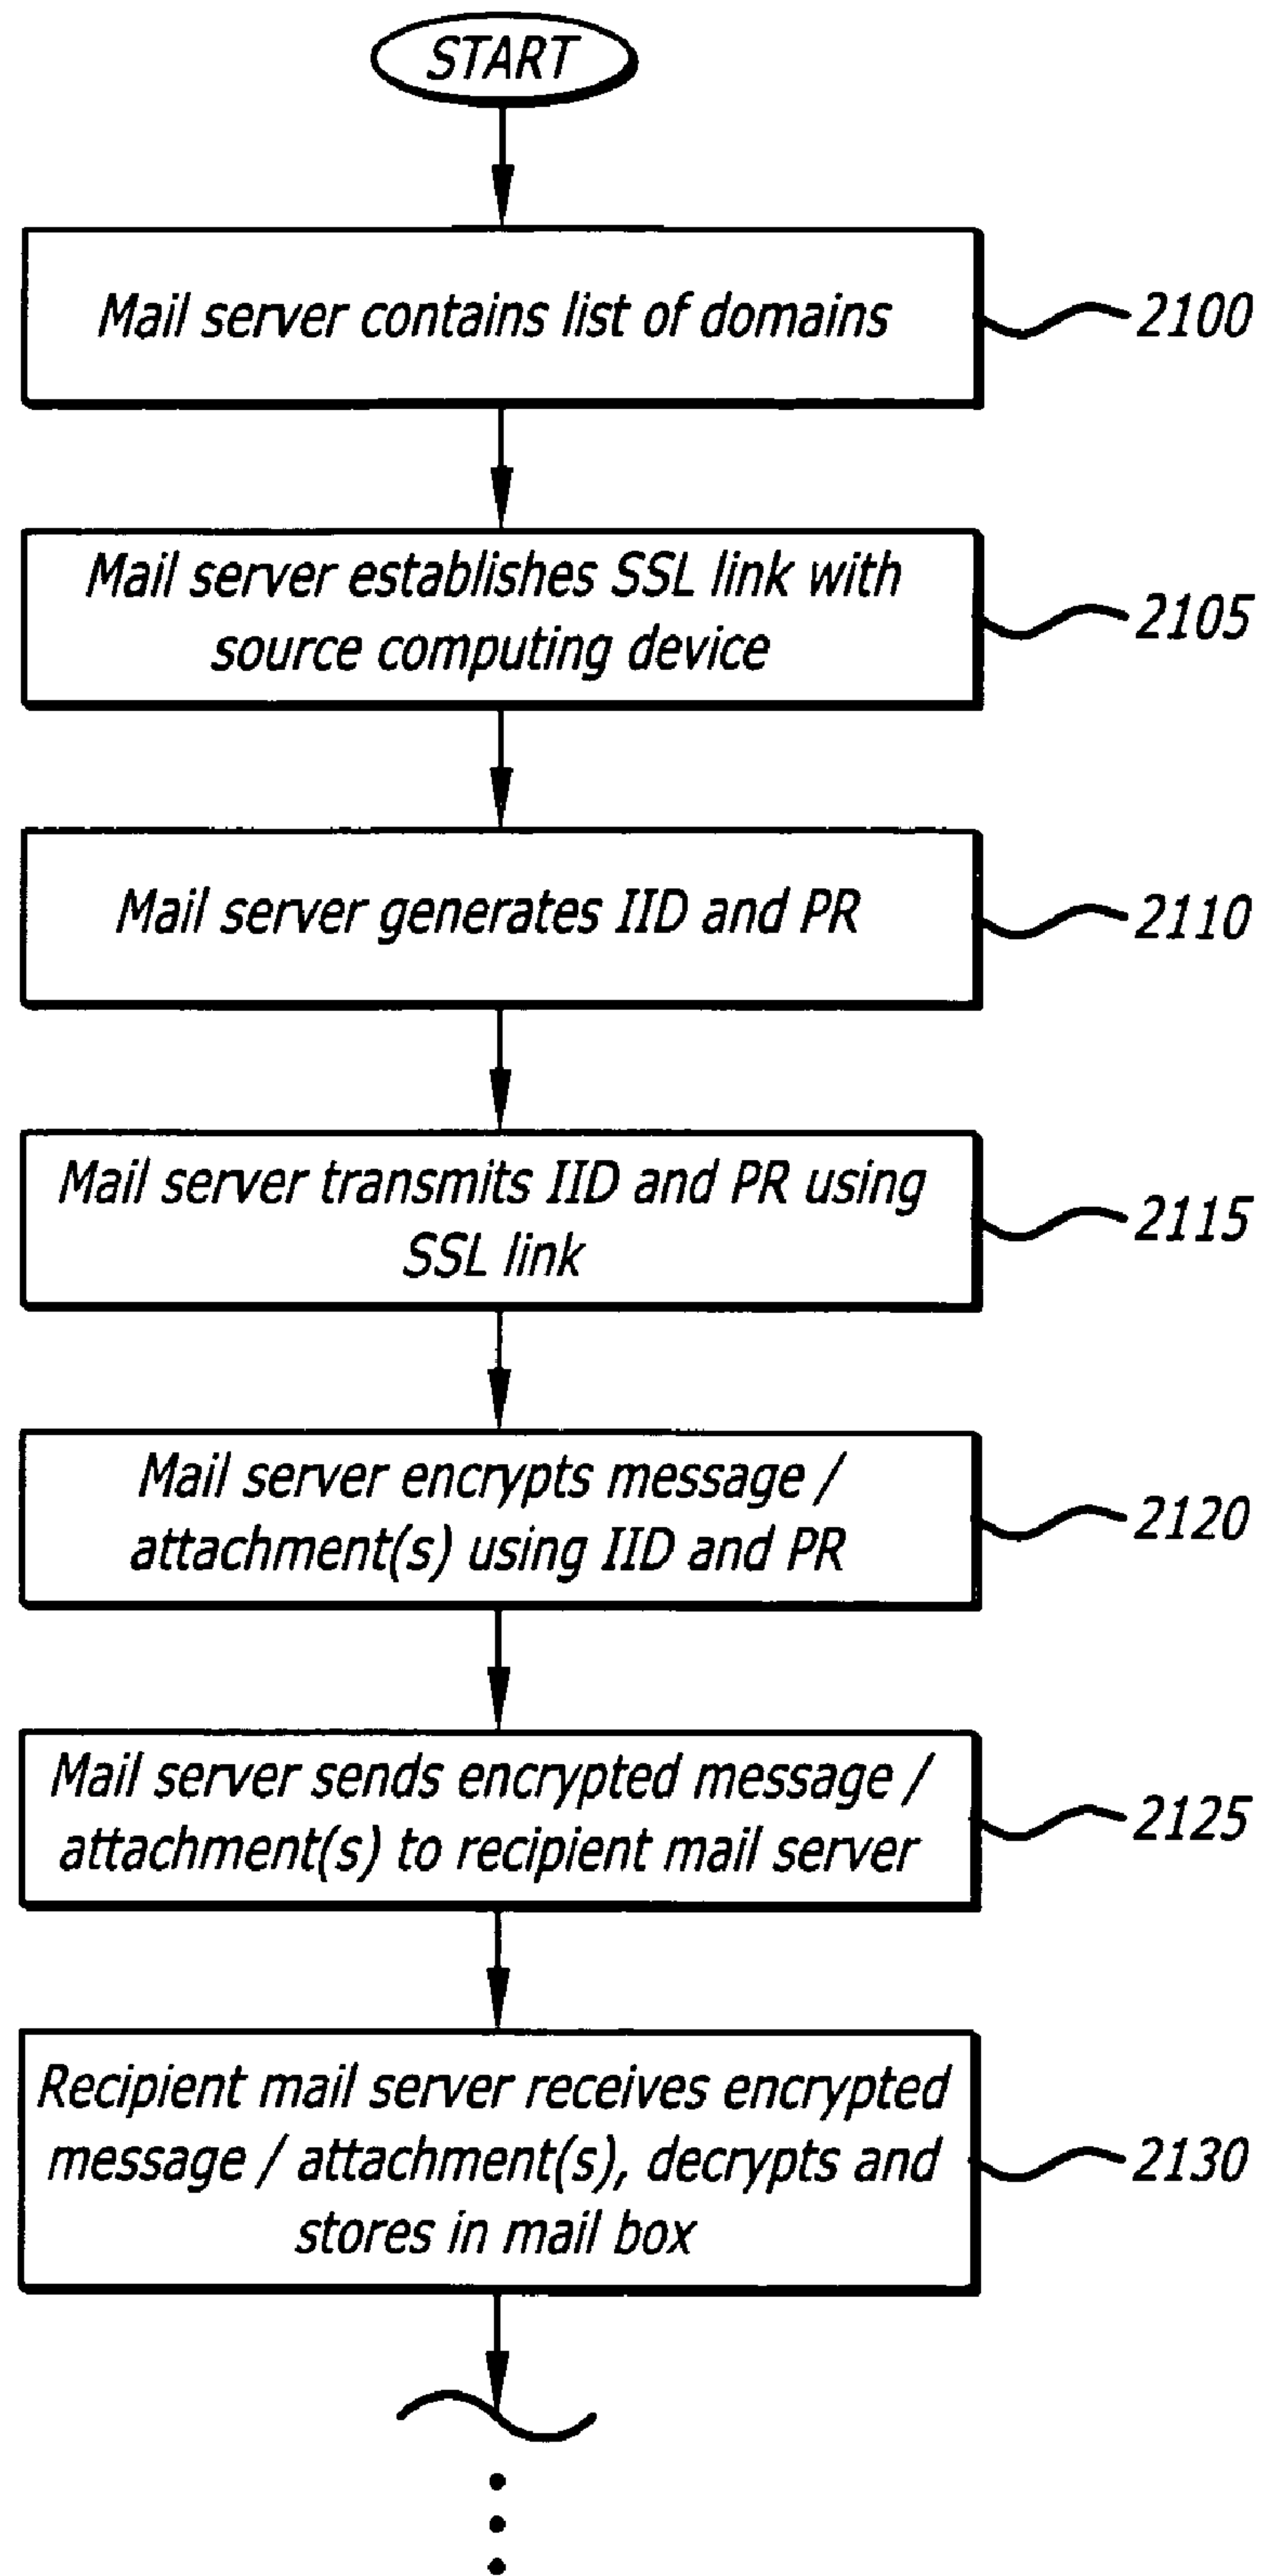 START
Mail server contains list of domains
2100
Mail server establishes SSL link with
source computing device
2105
Mail server generates IID and PR
2110
Mail server transmits IID and PR using
SSL link
2115
Mail server encrypts message /
attachment(s) using IID and PR
2120
Mail server sends encrypted message /
attachment(s) to recipient mail server
2125
Recipient mail server receives encrypted
message / attachment(s), decrypts and
stores in mail box
2130